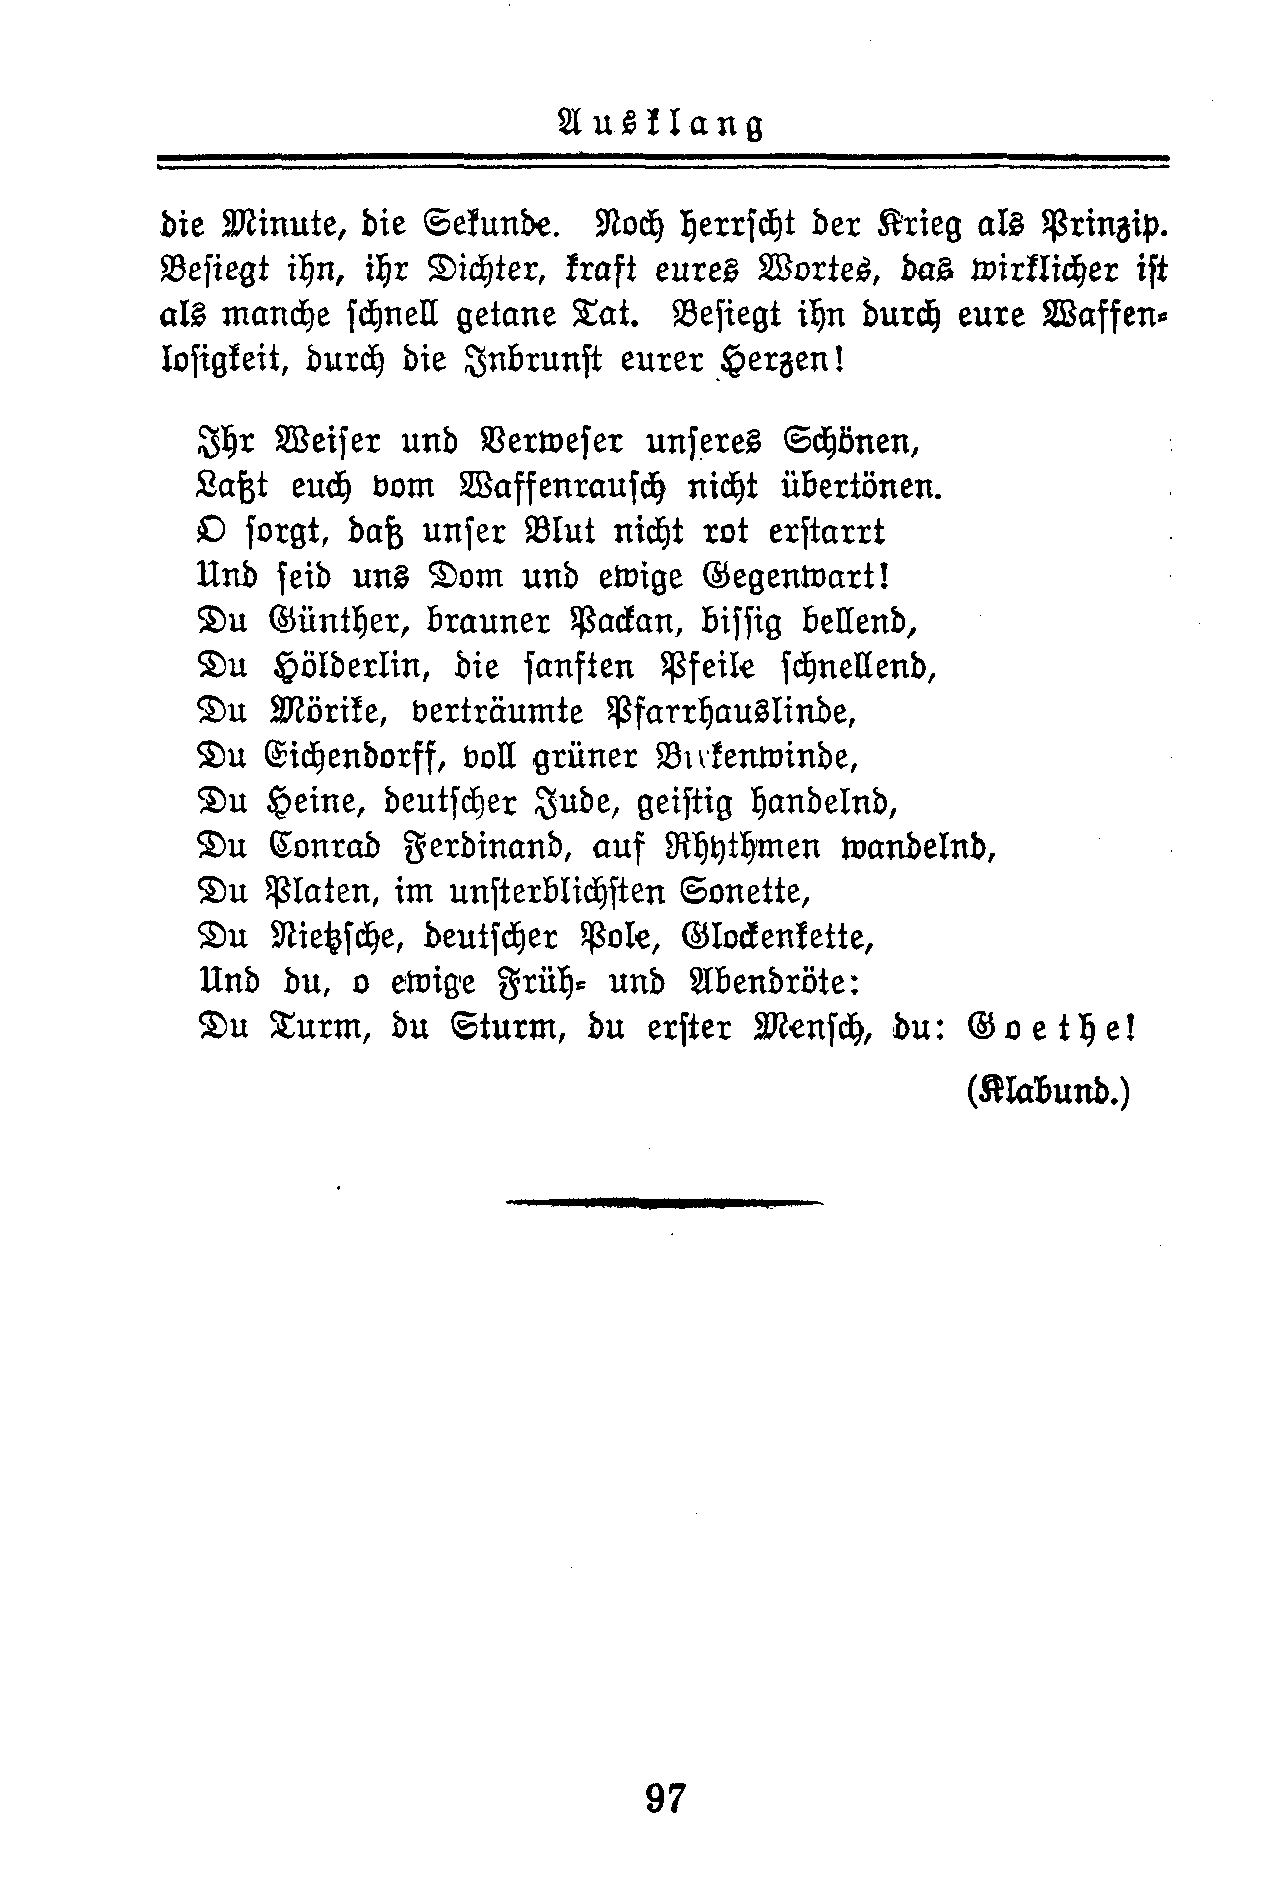 Ausklang
die Minute, die Sekunde. Noch herrscht der Krieg als Prinzip.
Besiegt ihn, ihr Dichter, kraft eures Wortes, das wirklicher ist
als manche schnell getane Tat. Besiegt ihn durch eure Waffen-
losigkeit, durch die Inbrunst eurer Herzen!
Ihr Weiser und Verweser unseres Schönen,
Laßt euch vom Waffenrausch nicht übertönen.
O sorgt, daß unser Blut nicht rot erstarrt
Und seid uns Dom und ewige Gegenwart!
Du Günther, brauner Packan, bissig bellend,
Du Hölderlin, die sanften Pfeile schnellend,
Du Mörike, verträumte Pfarrhauslinde,
Du Eichendorff, voll grüner Birkenwinde,
Du Heine, deutscher Jude, geistig handelnd,
Du Conrad Ferdinand, auf Rhythmen wandelnd,
Du Platen, im unsterblichsten Sonette,
Du Nietzsche, deutscher Pole, Glockenkette,
Und du, o ewige Früh- und Abendröte:
Du Turm, du Sturm, du erster Mensch, du: Goethe!
(Klabund.)
97